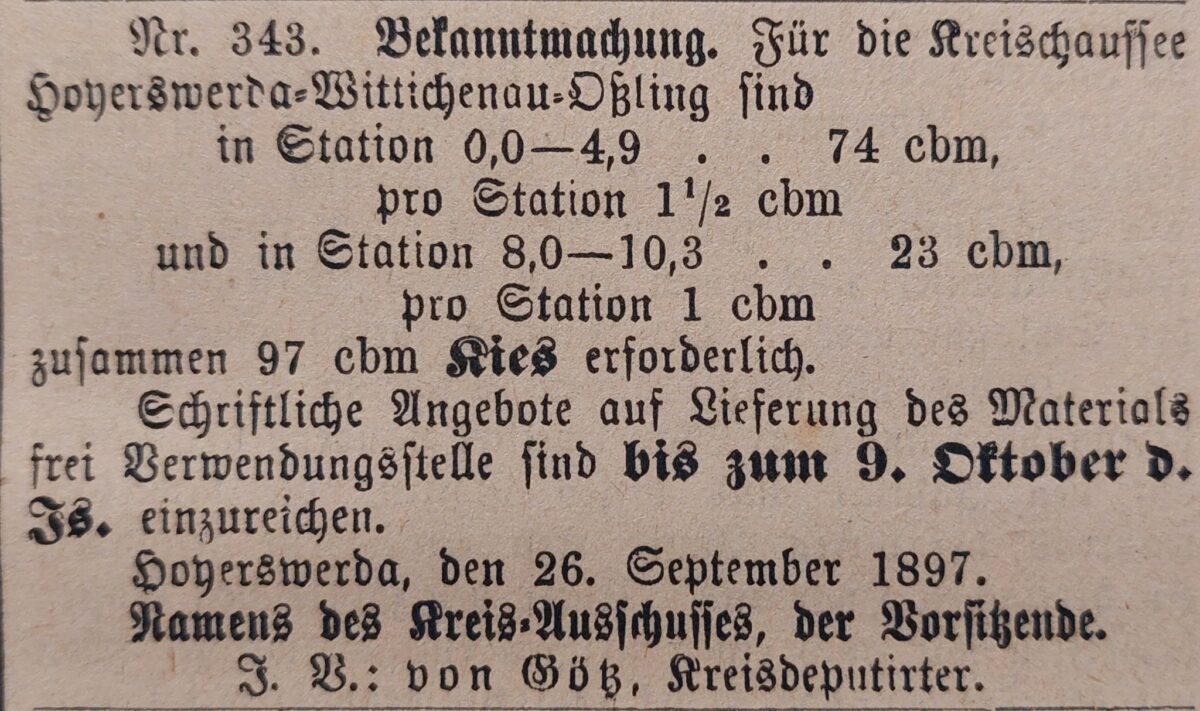 Nr. 343. Bekanntmachung. Für die Kreischaussee
Hoyerswerda-Wittichenau-Oßling sind
in Station 0,0—4,9 . . 74 cbm,
pro Station 1¹/₂ cbm
und in Station 8,0—10,3 . . 23 cbm,
pro Station 1 cbm
zusammen 97 cbm Kies erforderlich.
Schriftliche Angebote auf Lieferung des Materials
frei Verwendungsstelle sind bis zum 9. Oktober d.
Js. einzureichen.
Hoyerswerda, den 26. September 1897.
Namens des Kreis-Ausschusses, der Vorsitzende.
J. V.: von Götz, Kreisdeputirter.